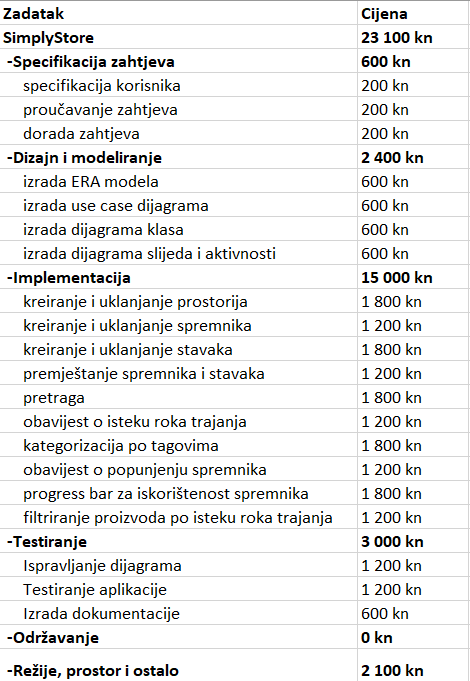 Zadatak Cijena
SimplyStore 23 100 kn
-Specifikacija zahtjeva 600 kn
specifikacija korisnika 200 kn
proučavanje zahtjeva 200 kn
dorada zahtjeva 200 kn
-Dizajn i modeliranje 2 400 kn
izrada ERA modela 600 kn
izrada use case dijagrama 600 kn
izrada dijagrama klasa 600 kn
izrada dijagrama slijeda i aktivnosti 600 kn
-Implementacija 15 000 kn
kreiranje i uklanjanje prostorija 1 800 kn
kreiranje i uklanjanje spremnika 1 200 kn
kreiranje i uklanjanje stavaka 1 800 kn
premještanje spremnika i stavaka 1 200 kn
pretraga 1 800 kn
obavijest o isteku roka trajanja 1 200 kn
kategorizacija po tagovima 1 800 kn
obavijest o popunjenju spremnika 1 200 kn
progress bar za iskorištenost spremnika 1 800 kn
filtriranje proizvoda po isteku roka trajanja 1 200 kn
-Testiranje 3 000 kn
Ispravljanje dijagrama 1 200 kn
Testiranje aplikacije 1 200 kn
Izrada dokumentacije 600 kn
-Održavanje 0 kn
-Režije, prostor i ostalo 2 100 kn